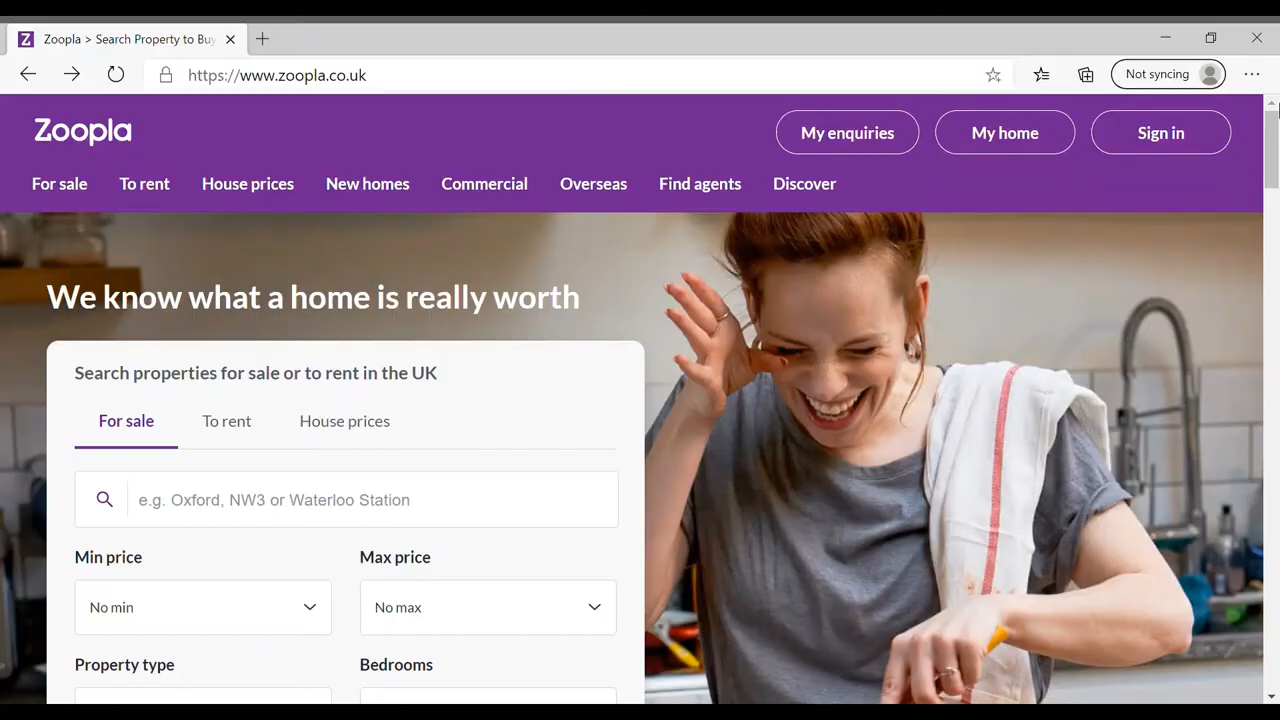 Zoopla > Search Property to Buy
https://www.zoopla.co.uk
Not syncing
Zoopla
My enquiries
My home
Sign in
For sale
To rent
House prices
New homes
Commercial
Overseas
Find agents
Discover
We know what a home is really worth
Search properties for sale or to rent in the UK
For sale
To rent
House prices
e.g. Oxford, NW3 or Waterloo Station
Min price
Max price
No min
No max
Property type
Bedrooms